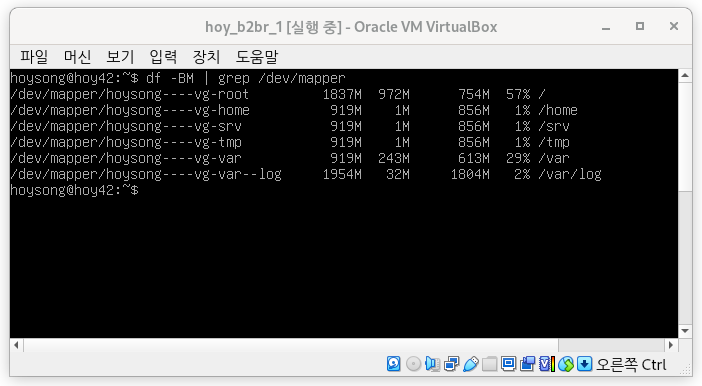 hoy_b2br_1 [실행 중] - Oracle VM VirtualBox
파일 머신 보기 입력 장치 도움말
hoysong@hoy42:~$ df -BM | grep /dev/mapper
/dev/mapper/hoysong----vg-root 1837M 972M 754M 57% /
/dev/mapper/hoysong----vg-home 919M 1M 856M 1% /home
/dev/mapper/hoysong----vg-srv 919M 1M 856M 1% /srv
/dev/mapper/hoysong----vg-tmp 919M 1M 856M 1% /tmp
/dev/mapper/hoysong----vg-var 919M 243M 613M 29% /var
/dev/mapper/hoysong----vg-var--log 1954M 32M 1804M 2% /var/log
hoysong@hoy42:~$
오른쪽 Ctrl